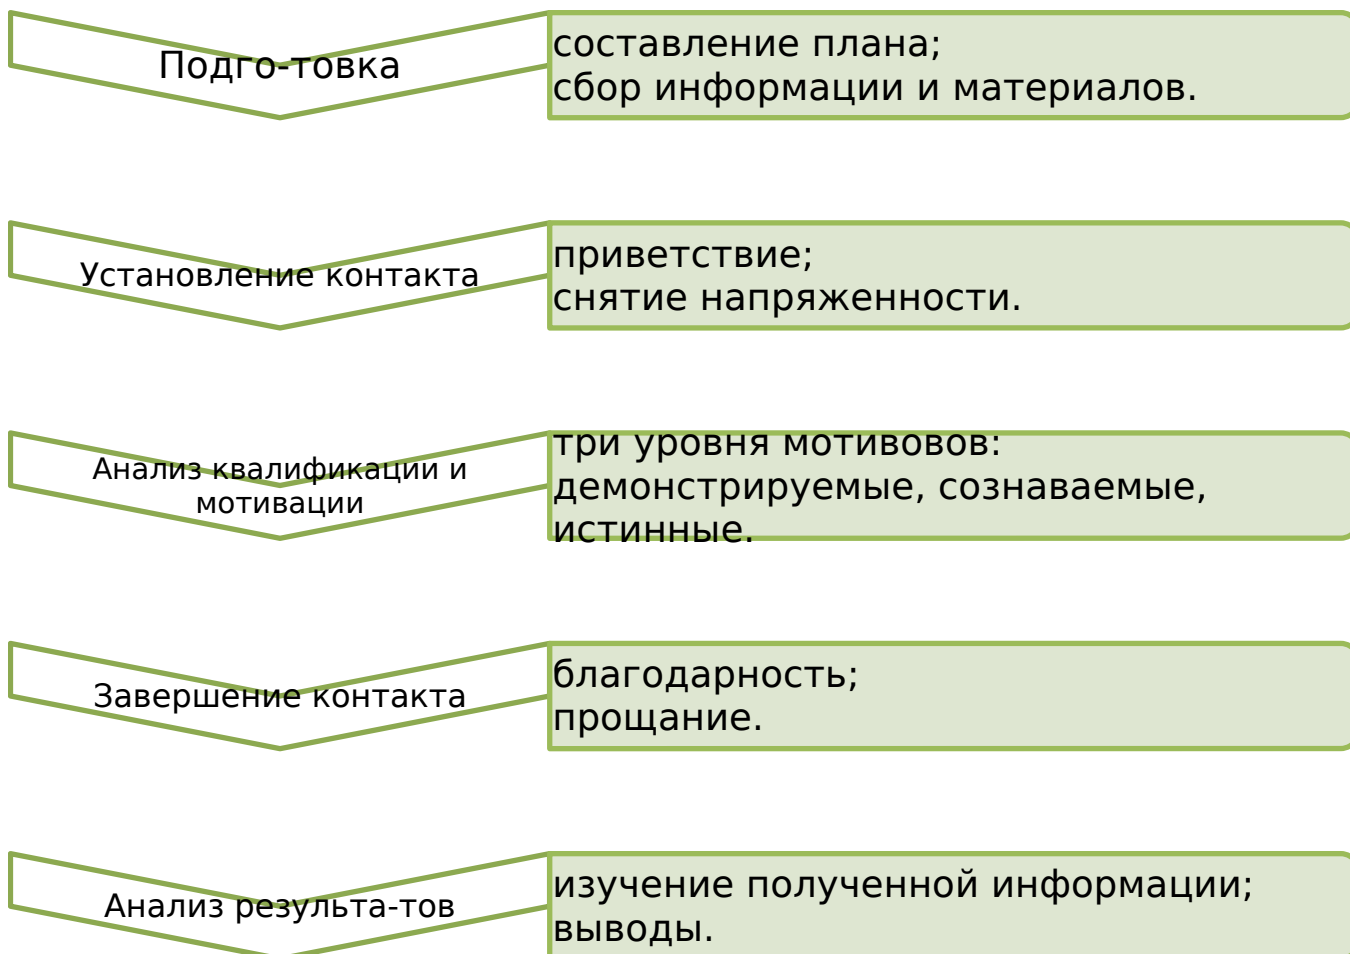 Подго-товка
составление плана;
сбор информации и материалов.
Установление контакта
приветствие;
снятие напряженности.
Анализ квалификации и
мотивации
три уровня мотивовов:
демонстрируемые, сознаваемые,
истинные.
Завершение контакта
благодарность;
прощание.
Анализ результа-тов
изучение полученной информации;
выводы.